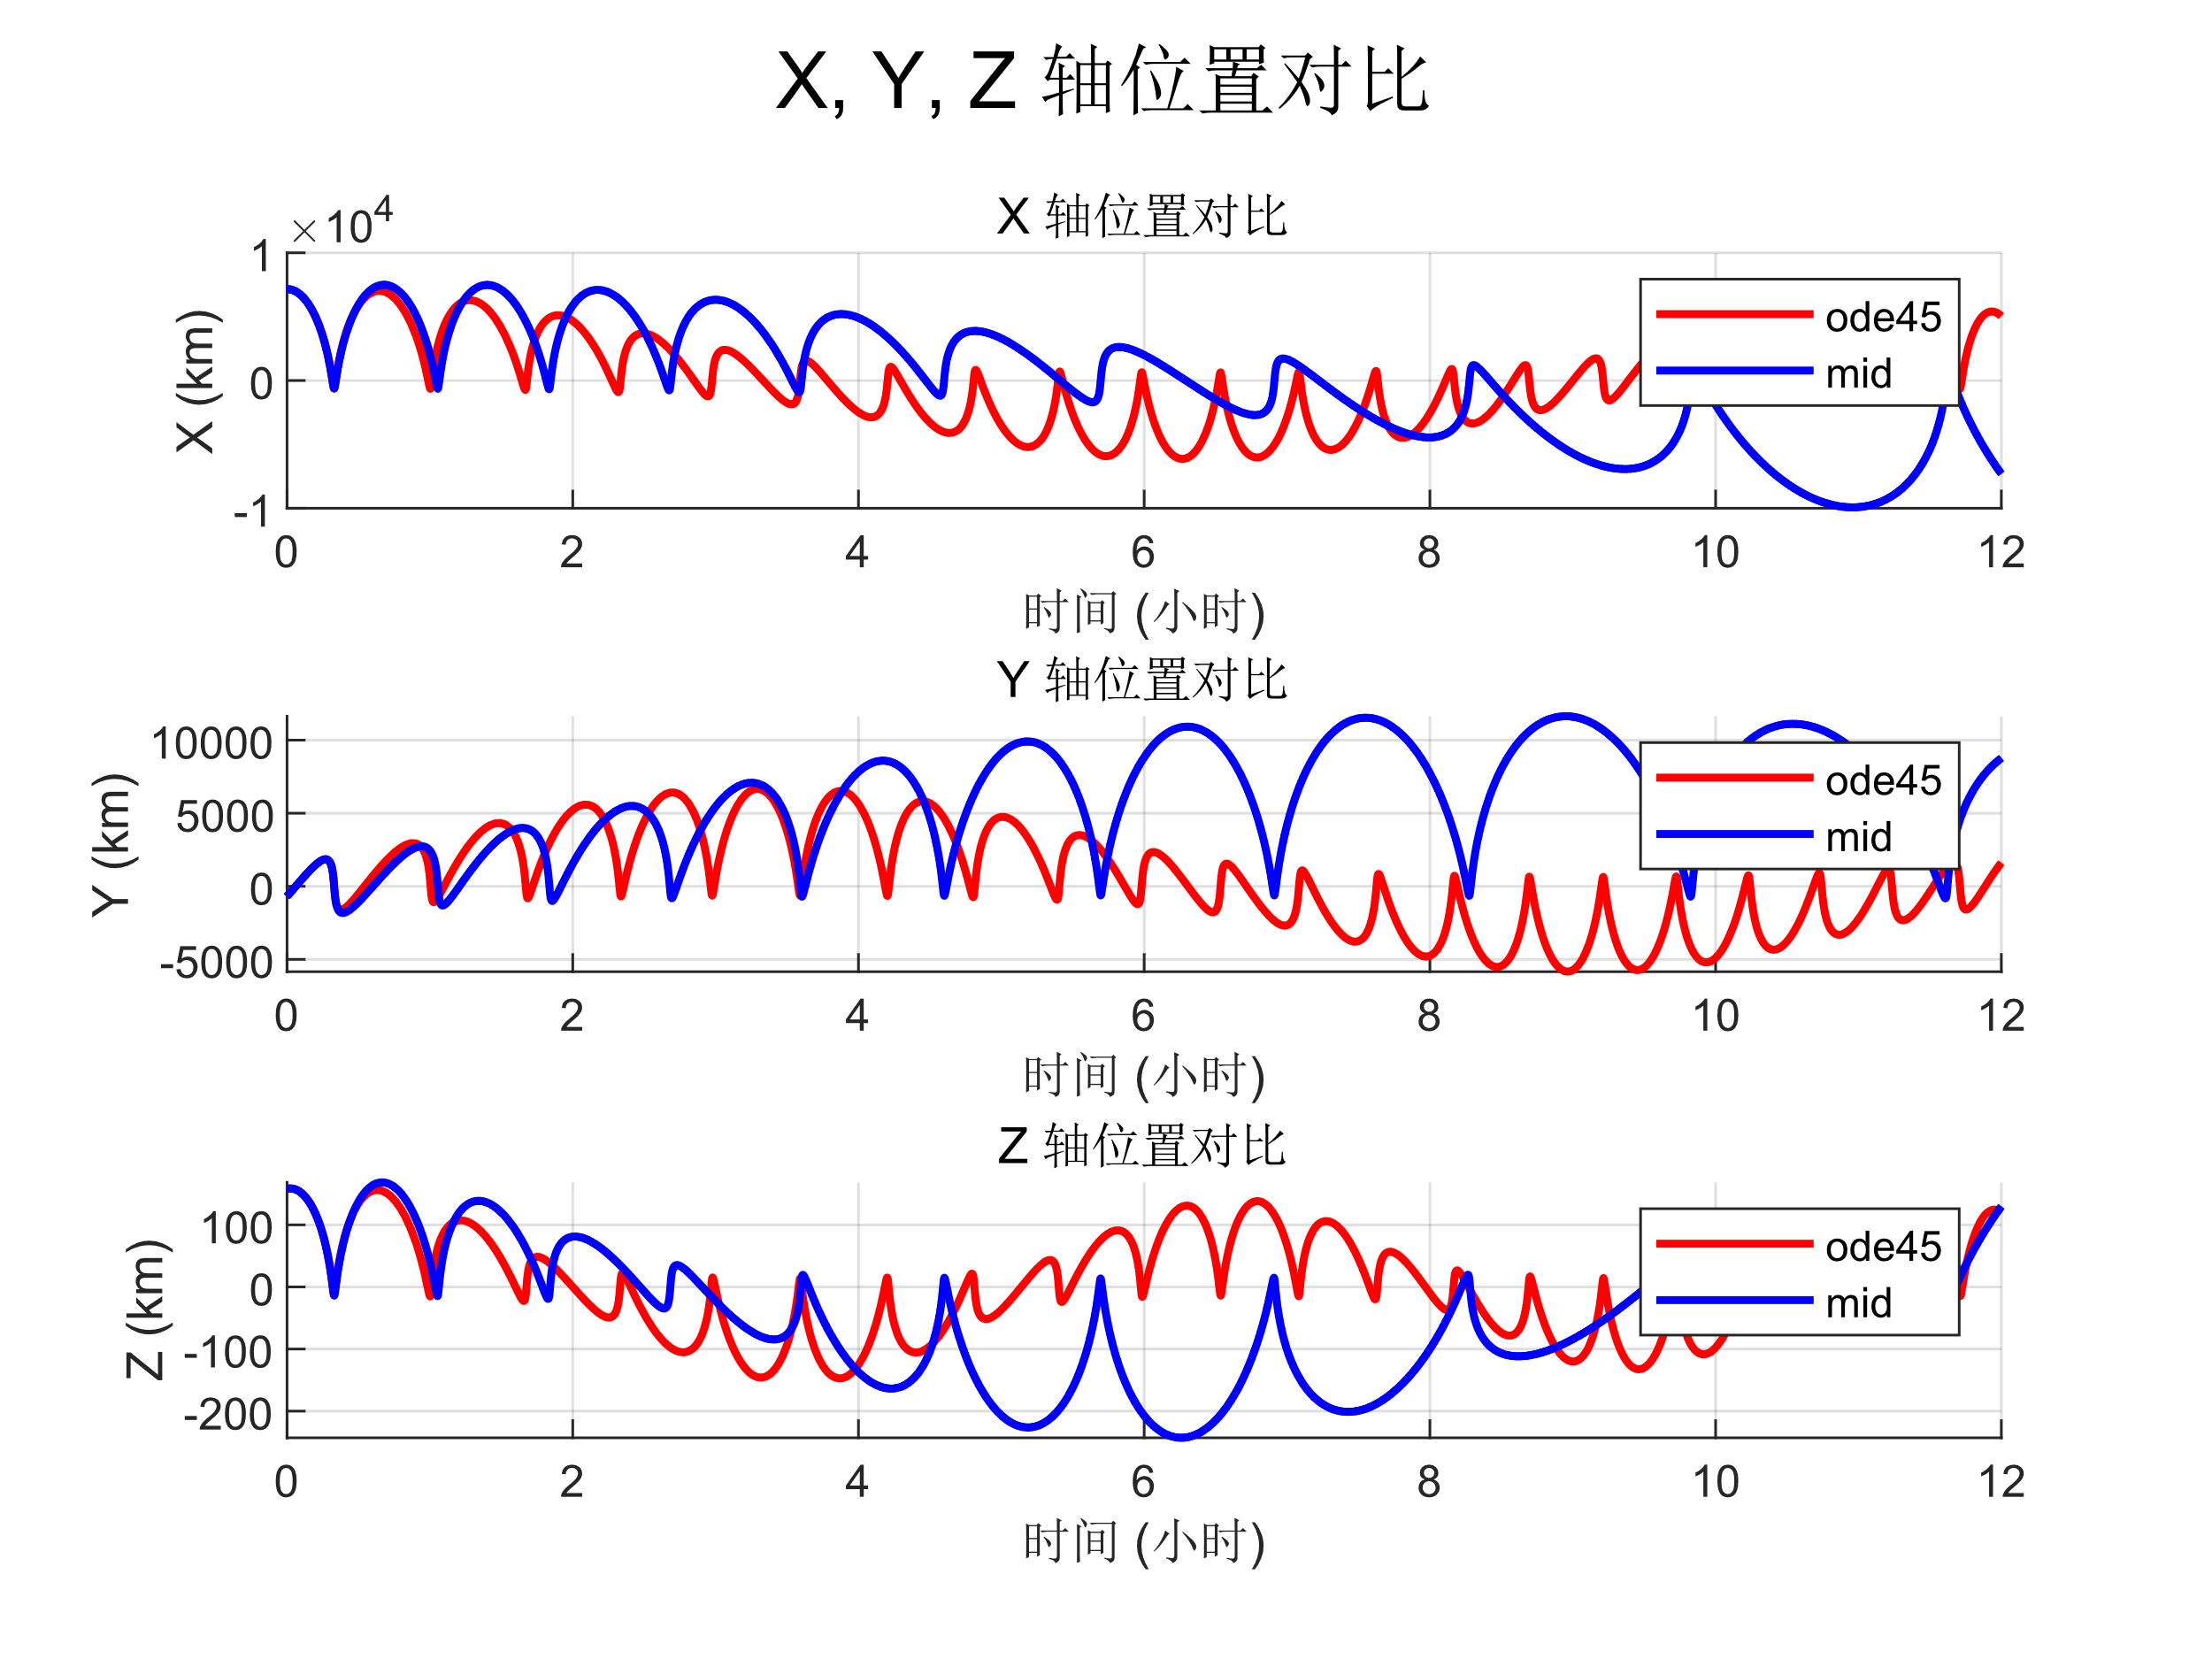 X, Y, Z 轴位置对比
X 轴位置对比
×10⁴
1
0
-1
X (km)
ode45
mid
0 2 4 6 8 10 12
时间 (小时)
Y 轴位置对比
10000
5000
0
-5000
Y (km)
ode45
mid
0 2 4 6 8 10 12
时间 (小时)
Z 轴位置对比
100
0
-100
-200
Z (km)
ode45
mid
0 2 4 6 8 10 12
时间 (小时)